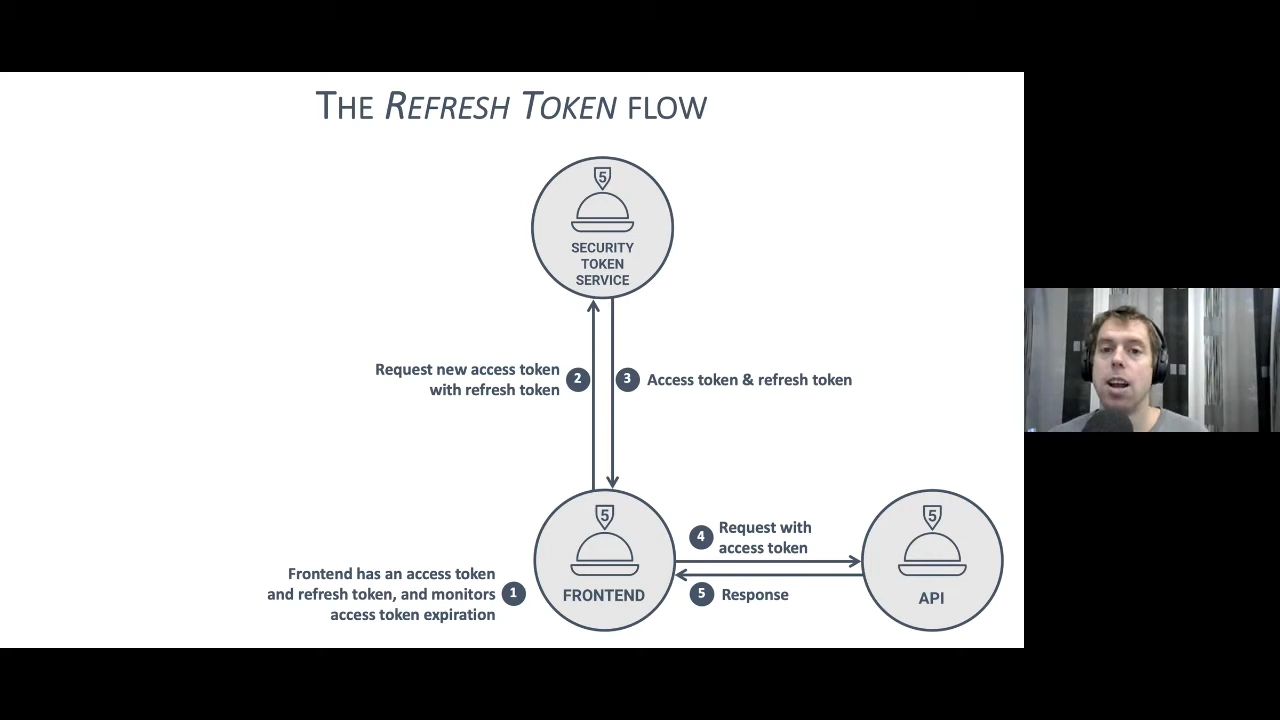 THE REFRESH TOKEN FLOW
5
SECURITY
TOKEN
SERVICE
Request new access token
with refresh token
2
3
Access token & refresh token
Frontend has an access token
and refresh token, and monitors
access token expiration
1
5
FRONTEND
4
Request with
access token
5
Response
5
API